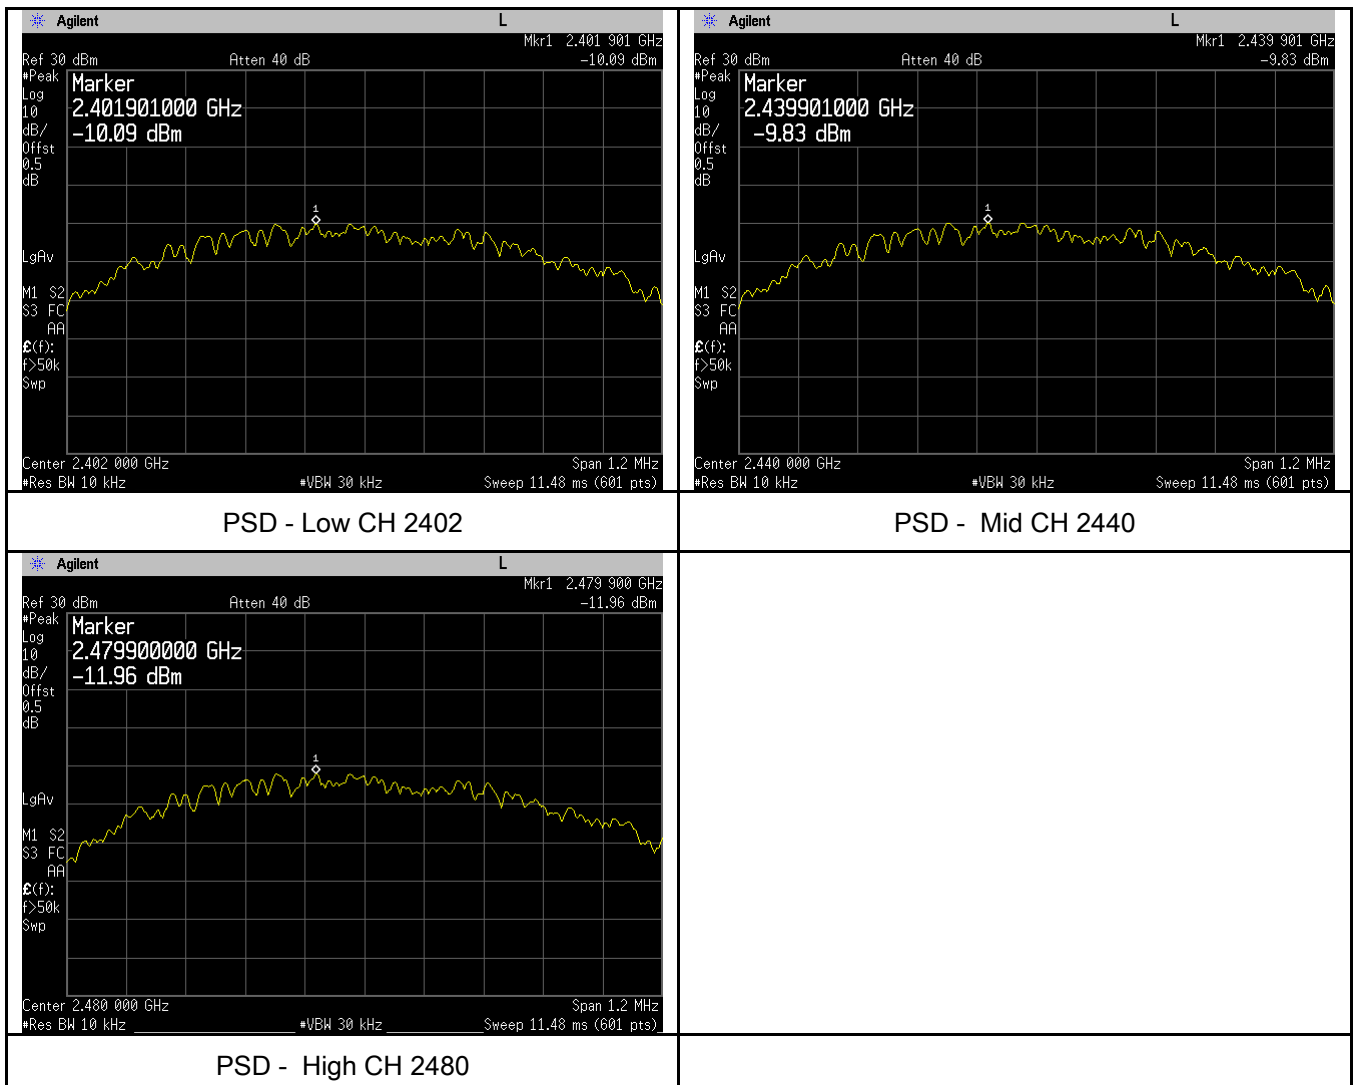 Agilent L
Mkr1 2.401 901 GHz
Ref 30 dBm Atten 40 dB -10.09 dBm
#Peak
Log
10
dB/
Offst
0.5
dB
Marker
2.401901000 GHz
-10.09 dBm
1
LgAv
M1 S2
S3 FC
AA
£(f):
f>50k
Swp
Center 2.402 000 GHz Span 1.2 MHz
#Res BW 10 kHz #VBW 30 kHz Sweep 11.48 ms (601 pts)
PSD - Low CH 2402
Agilent L
Mkr1 2.439 901 GHz
Ref 30 dBm Atten 40 dB -9.83 dBm
#Peak
Log
10
dB/
Offst
0.5
dB
Marker
2.439901000 GHz
-9.83 dBm
1
LgAv
M1 S2
S3 FC
AA
£(f):
f>50k
Swp
Center 2.440 000 GHz Span 1.2 MHz
#Res BW 10 kHz #VBW 30 kHz Sweep 11.48 ms (601 pts)
PSD - Mid CH 2440
Agilent L
Mkr1 2.479 900 GHz
Ref 30 dBm Atten 40 dB -11.96 dBm
#Peak
Log
10
dB/
Offst
0.5
dB
Marker
2.479900000 GHz
-11.96 dBm
1
LgAv
M1 S2
S3 FC
AA
£(f):
f>50k
Swp
Center 2.480 000 GHz Span 1.2 MHz
#Res BW 10 kHz #VBW 30 kHz Sweep 11.48 ms (601 pts)
PSD - High CH 2480